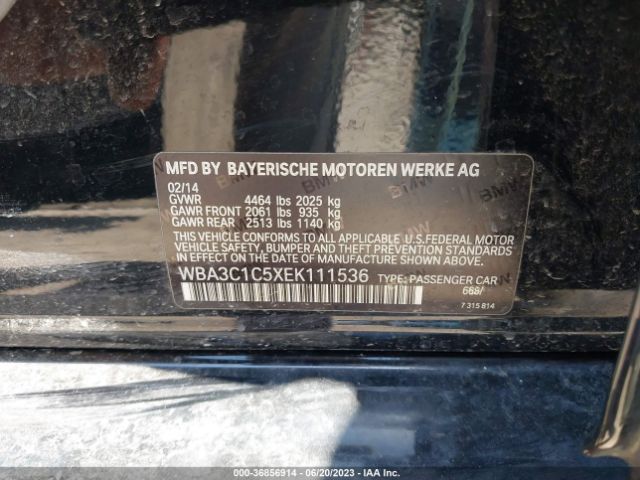 MFD BY BAYERISCHE MOTOREN WERKE AG
02/14
GVWR 4464 lbs 2025 kg
GAWR FRONT 2061 lbs 935 kg
GAWR REAR 2513 lbs 1140 kg
THIS VEHICLE CONFORMS TO ALL APPLICABLE U.S.FEDERAL MOTOR
VEHICLE SAFETY, BUMPER AND THEFT PREVENTION STANDARDS
IN EFFECT ON THE DATE OF MANUFACTURE SHOWN ABOVE.
WBA3C1C5XEK111536 TYPE: PASSENGER CAR
668/
7 315 814
000-36856914 / 06/20/2023 - IAA Inc.